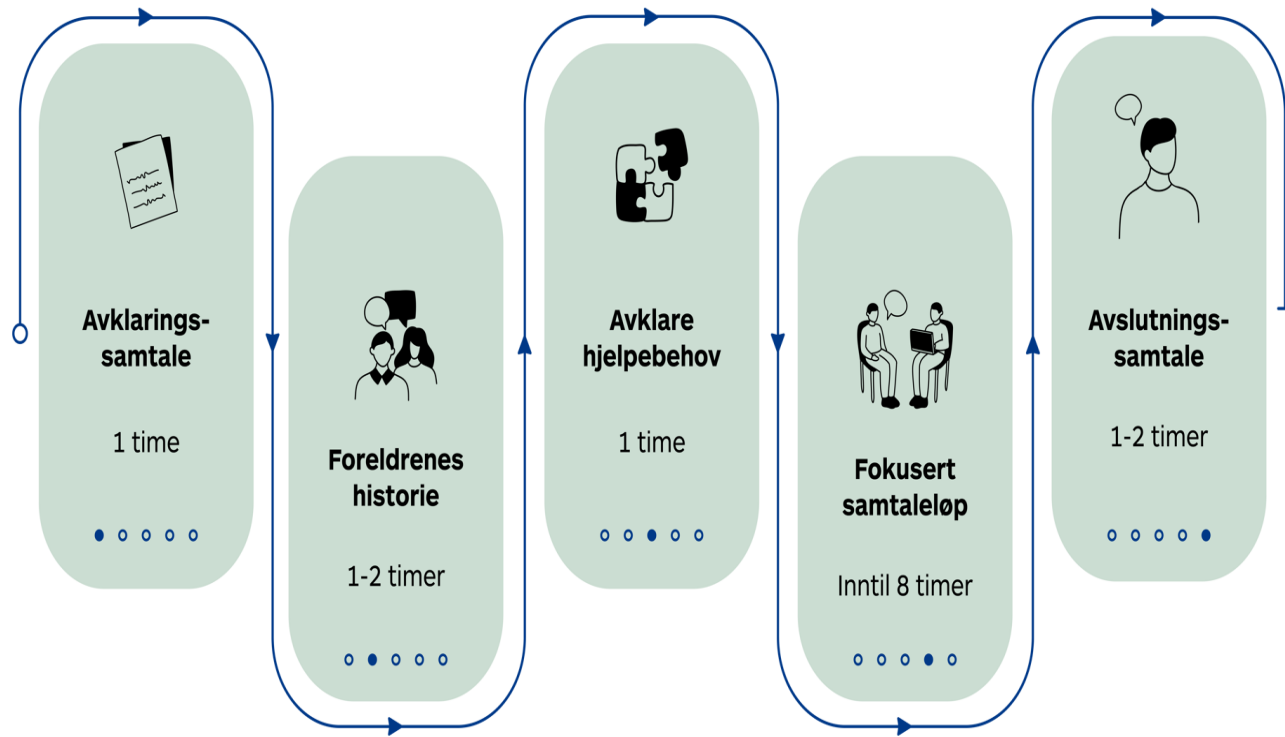 Avklarings-
samtale
1 time
Foreldrenes
historie
1-2 timer
Avklare
hjelpebehov
1 time
Fokusert
samtaleløp
Inntil 8 timer
Avslutnings-
samtale
1-2 timer